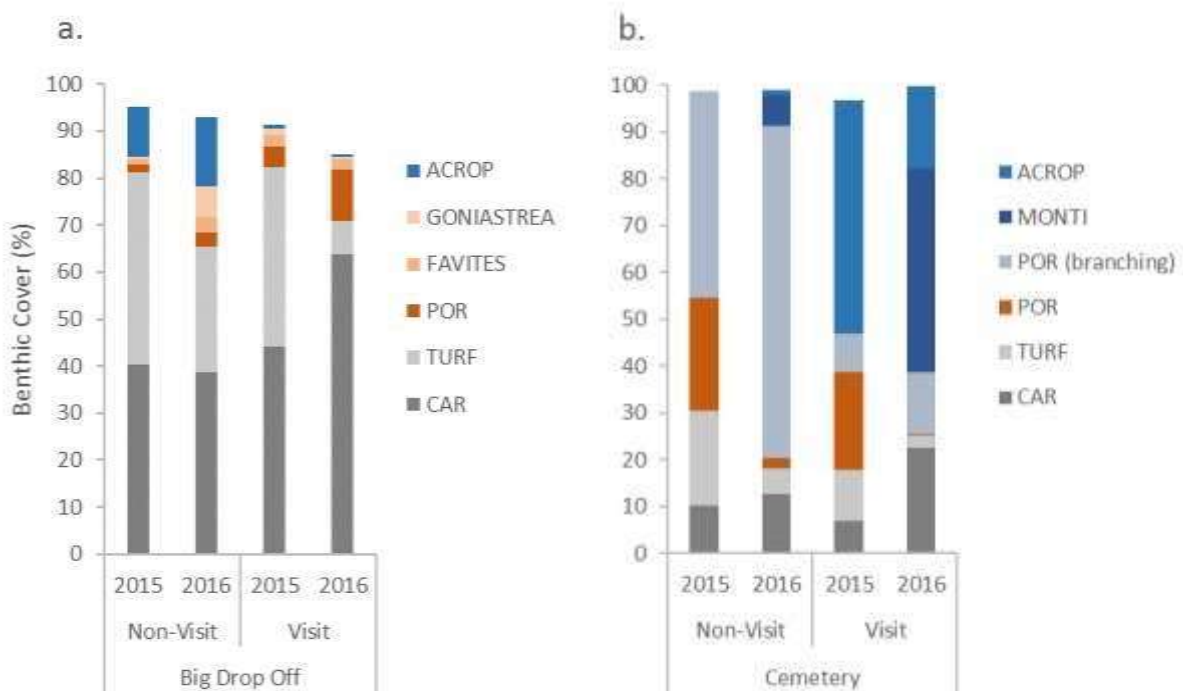 a.
Benthic Cover (%)
100
90
80
70
60
50
40
30
20
10
0
2015 2016 2015 2016
Non-Visit Visit
Big Drop Off
ACROP
GONIASTREA
FAVITES
POR
TURF
CAR
b.
100
90
80
70
60
50
40
30
20
10
0
2015 2016 2015 2016
Non-Visit Visit
Cemetery
ACROP
MONTI
POR (branching)
POR
TURF
CAR